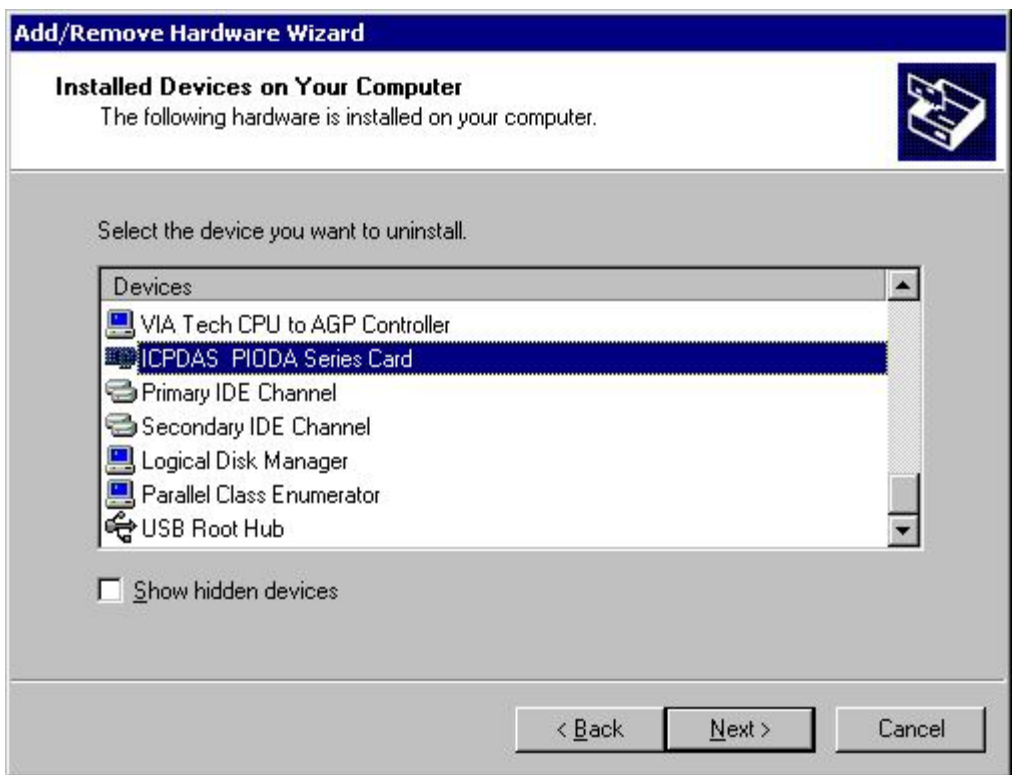 Add/Remove Hardware Wizard
Installed Devices on Your Computer
The following hardware is installed on your computer.
Select the device you want to uninstall.
Devices
VIA Tech CPU to AGP Controller
ICPDAS  PIODA Series Card
Primary IDE Channel
Secondary IDE Channel
Logical Disk Manager
Parallel Class Enumerator
USB Root Hub
Show hidden devices
< Back Next > Cancel